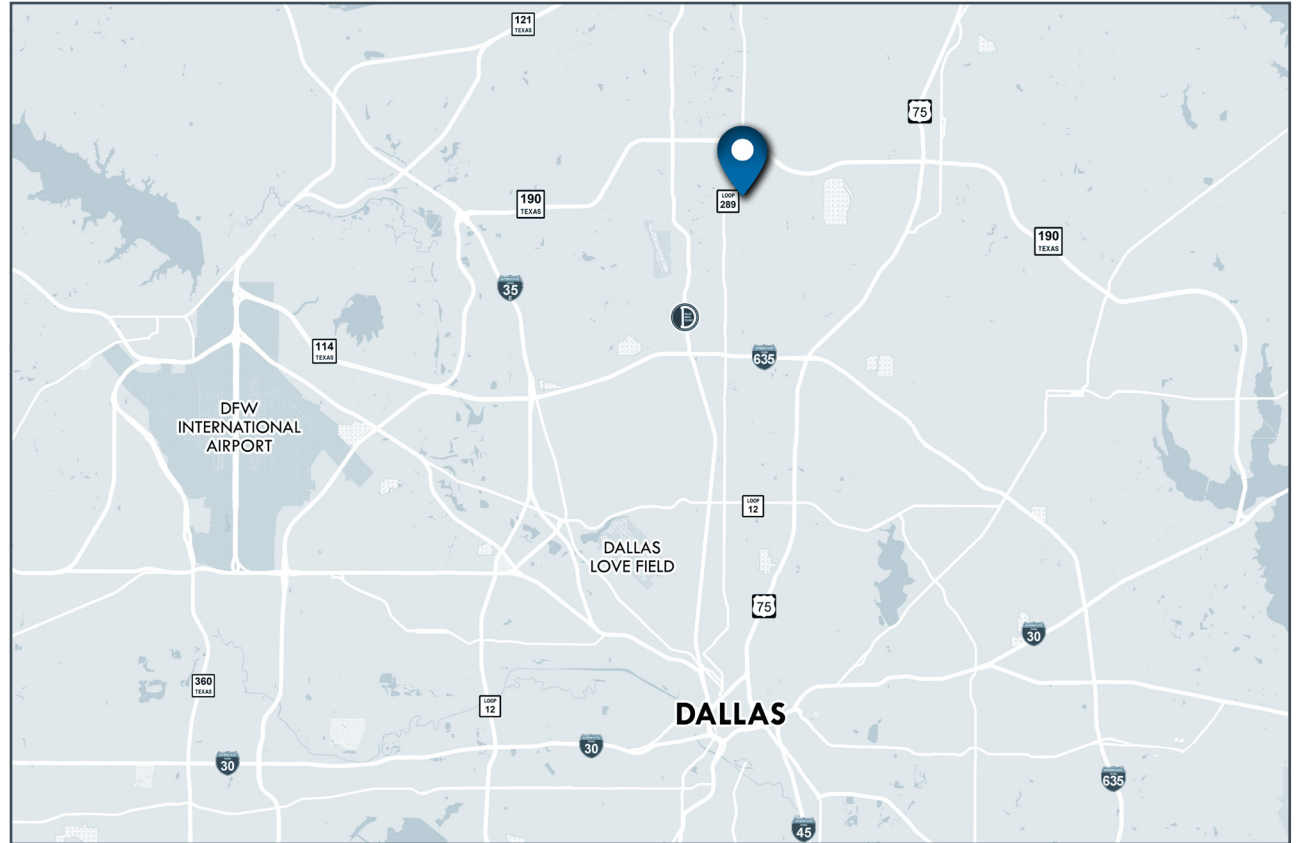 121
TEXAS
75
190
TEXAS
LOOP
289
190
TEXAS
35
E
114
TEXAS
635
DFW
INTERNATIONAL
AIRPORT
LOOP
12
DALLAS
LOVE FIELD
75
30
360
TEXAS
LOOP
12
DALLAS
30
30
635
45